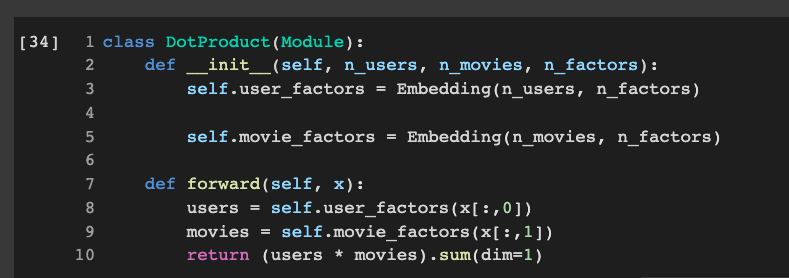 [34] 1 class DotProduct(Module):
2     def __init__(self, n_users, n_movies, n_factors):
3         self.user_factors = Embedding(n_users, n_factors)
4
5         self.movie_factors = Embedding(n_movies, n_factors)
6
7     def forward(self, x):
8         users = self.user_factors(x[:,0])
9         movies = self.movie_factors(x[:,1])
10         return (users * movies).sum(dim=1)